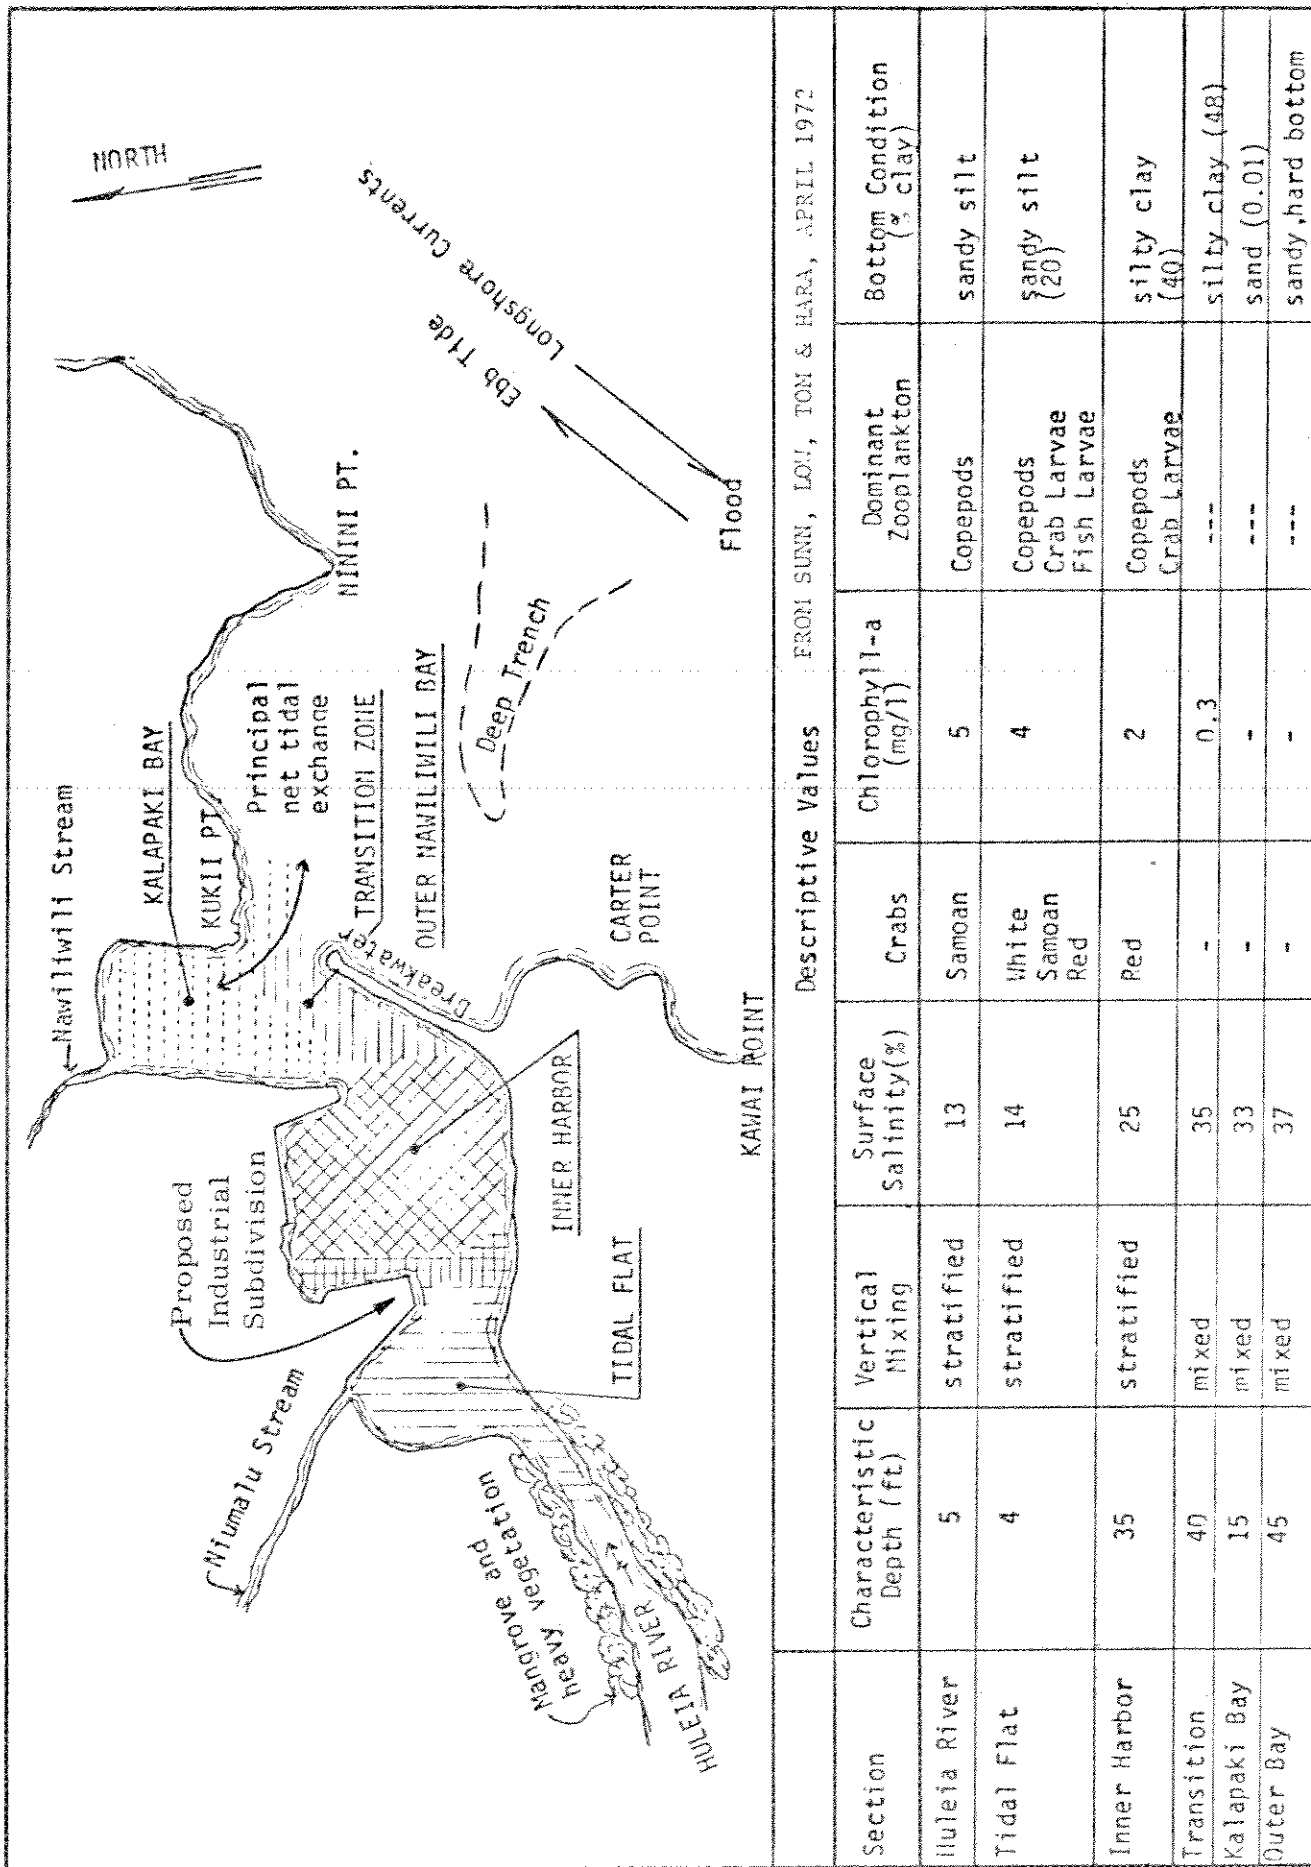 NORTH
Nawiliwili Stream
KALAPAKI BAY
KUKII PT.
Principal
net tidal
exchange
TRANSITION ZONE
OUTER NAWILIWILI BAY
NININI PT.
Longshore Currents
Ebb Tide
Flood
Deep Trench
Breakwater
CARTER
POINT
KAWAI POINT
Proposed
Industrial
Subdivision
INNER HARBOR
TIDAL FLAT
Niumalu Stream
Mangrove and
heavy vegetation
HULEIA RIVER
Descriptive Values FROM SUNN, LOW, TOM & HARA, APRIL 1972
Section Characteristic Depth (ft) Vertical Mixing Surface Salinity(%) Crabs Chlorophyll-a (mg/l) Dominant Zooplankton Bottom Condition (% clay)
Huleia River 5 stratified 13 Samoan 5 Copepods sandy silt
Tidal Flat 4 stratified 14 White Samoan Red 4 Copepods Crab Larvae Fish Larvae sandy silt (20)
Inner Harbor 35 stratified 25 Red 2 Copepods Crab Larvae silty clay (40)
Transition 40 mixed 35 - 0.3 --- silty clay (48)
Kalapaki Bay 15 mixed 33 - - --- sand (0.01)
Outer Bay 45 mixed 37 - - --- sandy,hard bottom